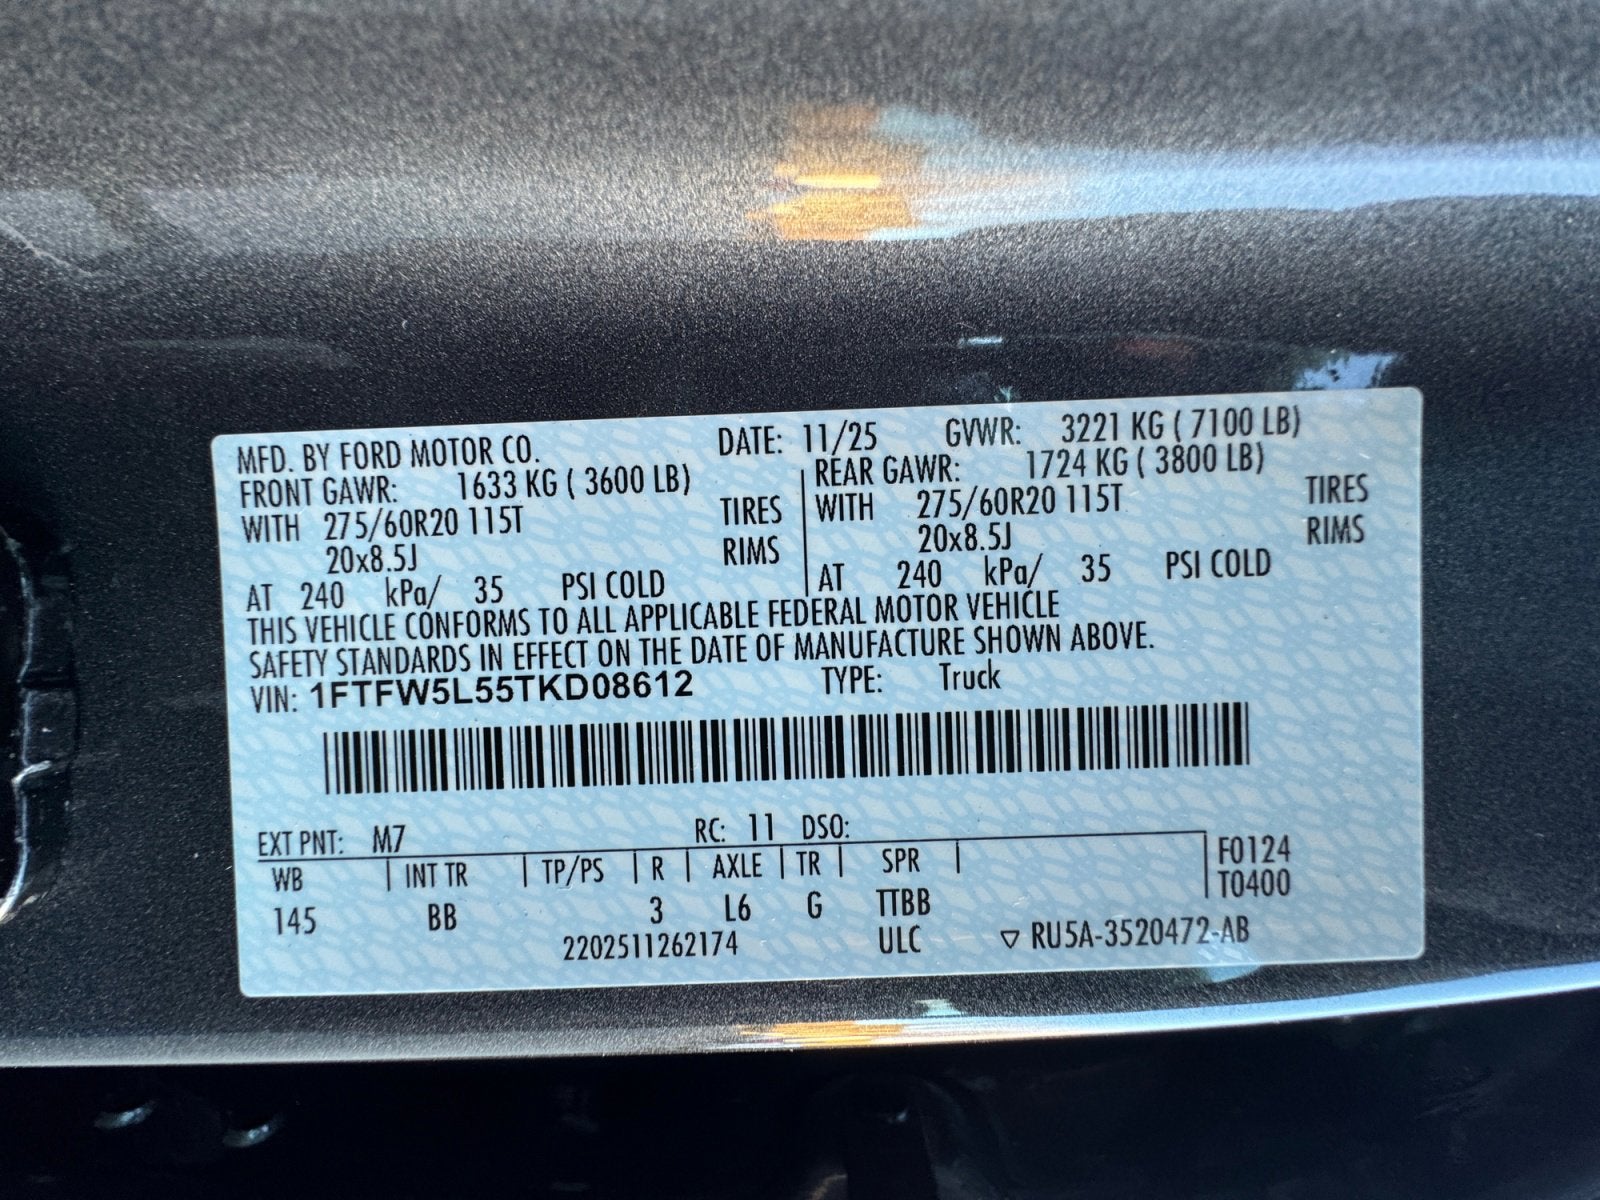 MFD. BY FORD MOTOR CO. DATE: 11/25 GVWR: 3221 KG ( 7100 LB)
FRONT GAWR: 1633 KG ( 3600 LB) REAR GAWR: 1724 KG ( 3800 LB)
WITH 275/60R20 115T TIRES WITH 275/60R20 115T TIRES
20x8.5J RIMS 20x8.5J RIMS
AT 240 kPa/ 35 PSI COLD AT 240 kPa/ 35 PSI COLD
THIS VEHICLE CONFORMS TO ALL APPLICABLE FEDERAL MOTOR VEHICLE
SAFETY STANDARDS IN EFFECT ON THE DATE OF MANUFACTURE SHOWN ABOVE.
VIN: 1FTFW5L55TKD08612 TYPE: Truck
EXT PNT: M7 RC: 11 DSO:
WB INT TR TP/PS R AXLE TR SPR F0124
T0400
145 BB 3 L6 G TTBB
2202511262174 ULC ▽ RU5A-3520472-AB